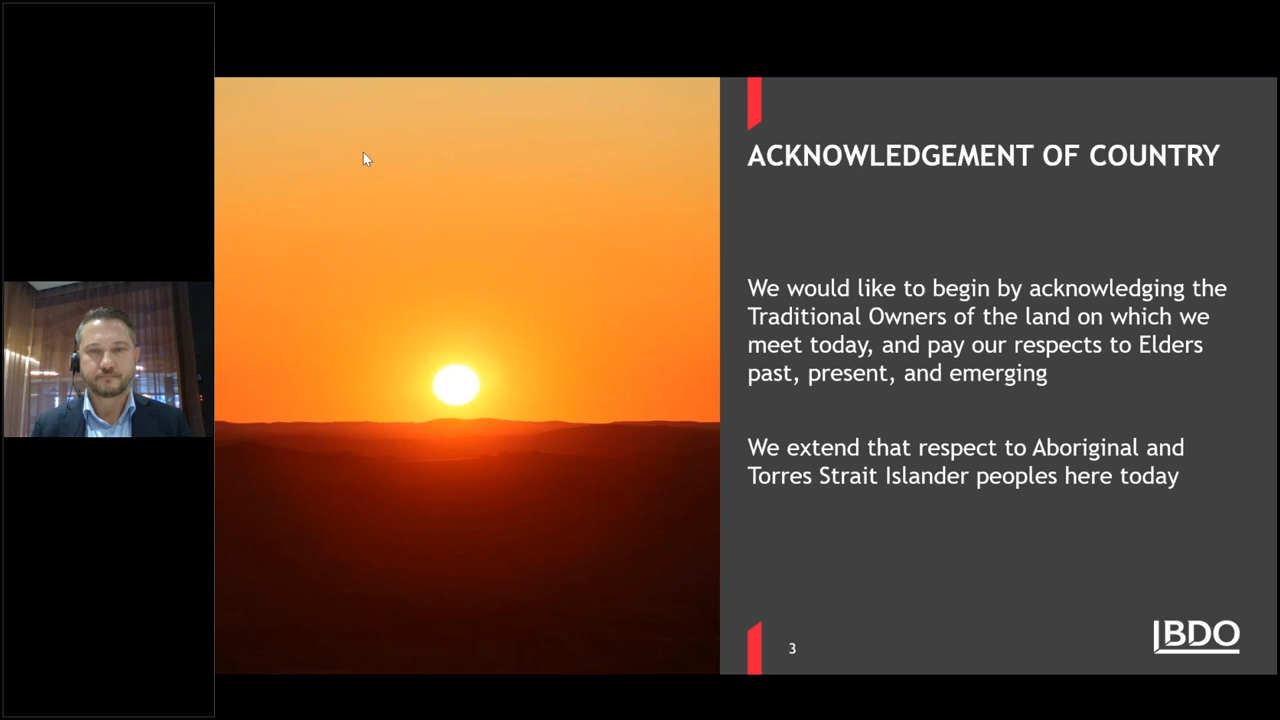 ACKNOWLEDGEMENT OF COUNTRY
We would like to begin by acknowledging the
Traditional Owners of the land on which we
meet today, and pay our respects to Elders
past, present, and emerging
We extend that respect to Aboriginal and
Torres Strait Islander peoples here today
3
BDO